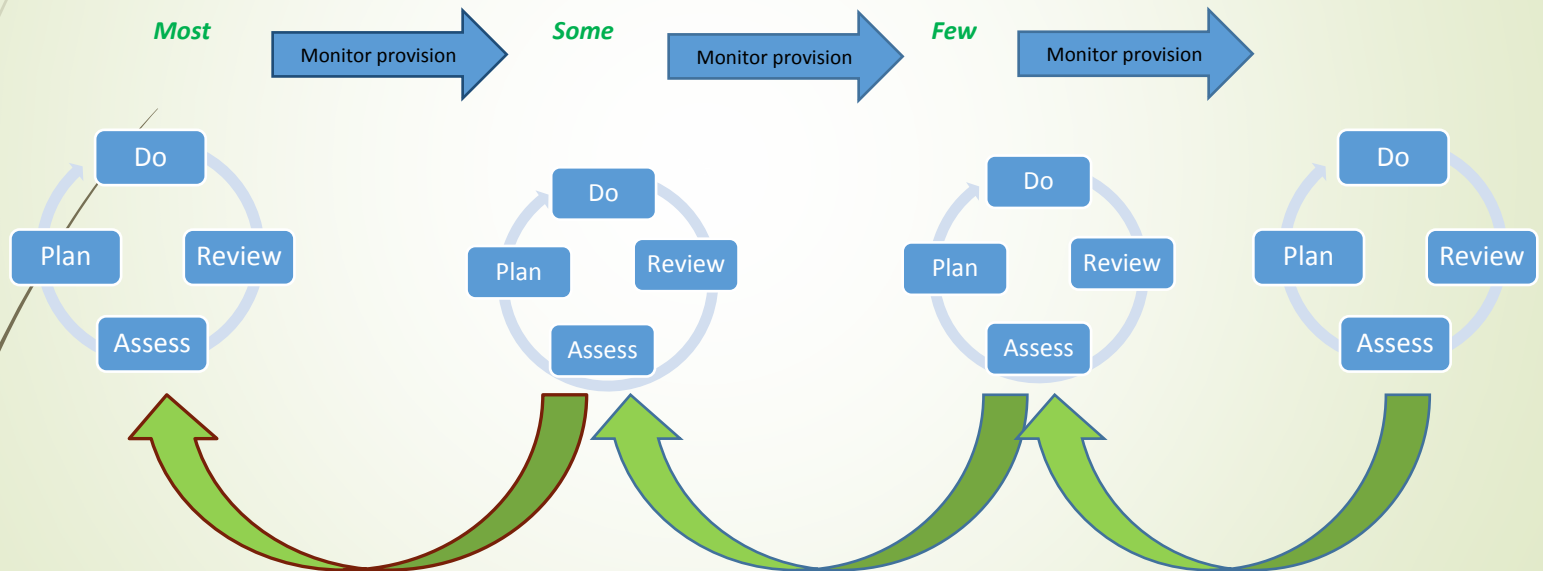 Most
Monitor provision
Some
Monitor provision
Few
Monitor provision
Do
Plan
Review
Assess
Do
Plan
Review
Assess
Do
Plan
Review
Assess
Do
Plan
Review
Assess